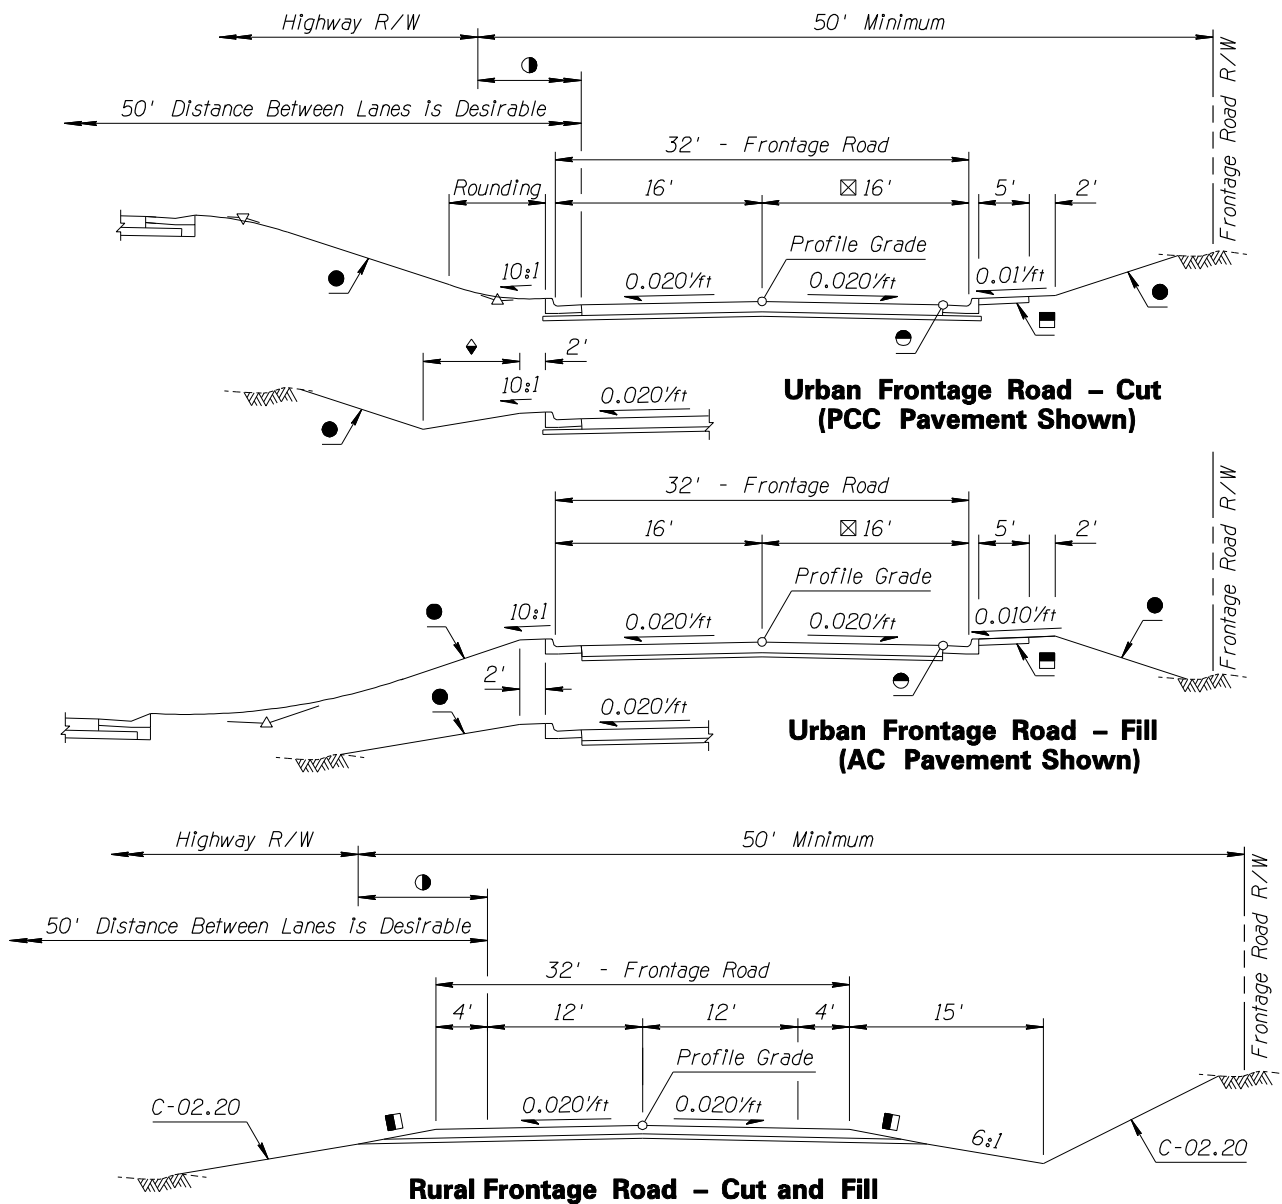 Highway R/W
50' Minimum
50' Distance Between Lanes is Desirable
32' - Frontage Road
Frontage Road R/W
Rounding
16'
16'
5'
2'
Profile Grade
10:1
0.020'/ft
0.020'/ft
0.01'/ft
2'
10:1
0.020'/ft
Urban Frontage Road – Cut
(PCC Pavement Shown)
32' - Frontage Road
Frontage Road R/W
16'
16'
5'
2'
Profile Grade
10:1
0.020'/ft
0.020'/ft
0.010'/ft
2'
0.020'/ft
Urban Frontage Road – Fill
(AC Pavement Shown)
Highway R/W
50' Minimum
50' Distance Between Lanes is Desirable
Frontage Road R/W
32' - Frontage Road
4'
12'
12'
4'
15'
Profile Grade
C-02.20
0.020'/ft
0.020'/ft
6:1
C-02.20
Rural Frontage Road – Cut and Fill